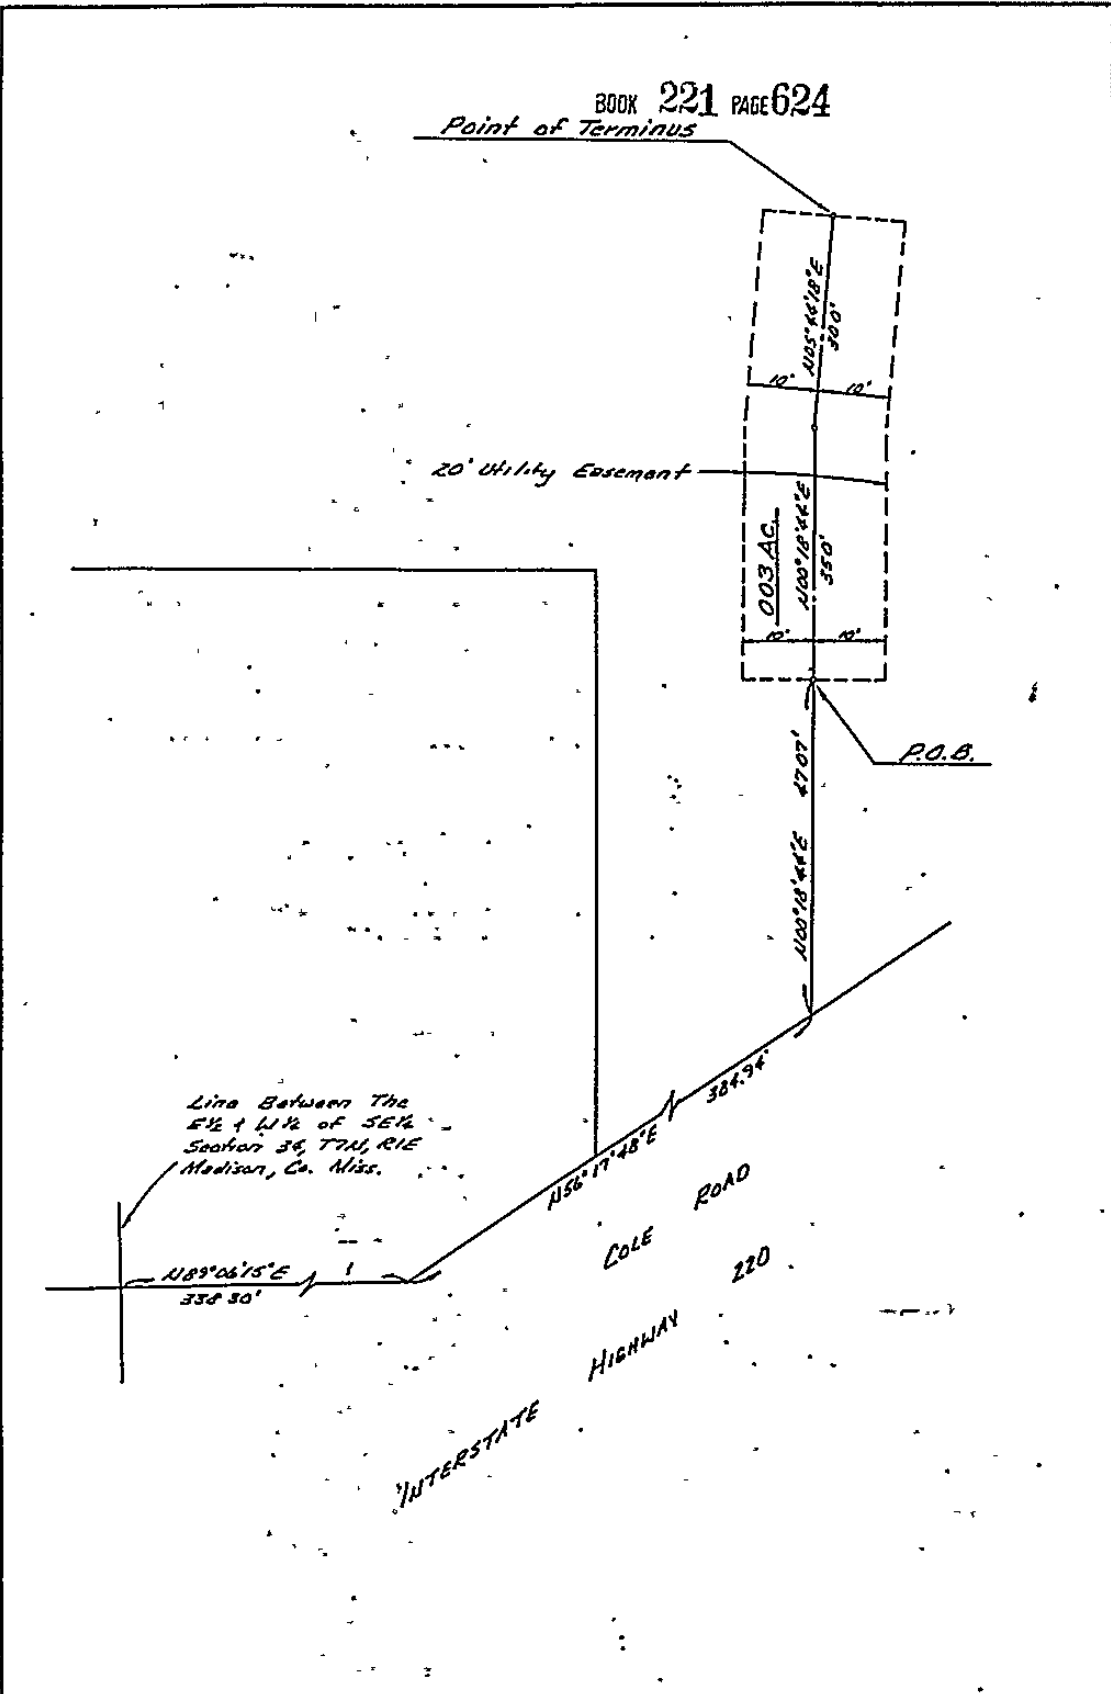 BOOK 221 PAGE 624
Point of Terminus
N05°44'18"E
300'
10' 10'
20' Utility Easement
N00°18'44"E
350'
003 AC.
10' 10'
P.O.B.
N00°18'44"E 4707'
384.94'
N56°17'48"E
Line Between The
E½ & W½ of SE¼
Section 34, T7N, R1E
Madison, Co. Miss.
N89°06'15"E
338 30'
COLE ROAD
INTERSTATE HIGHWAY 220